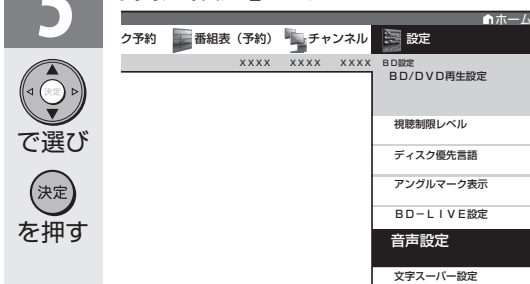 ホーム
ク予約 番組表（予約） チャンネル 設定
XXXX XXXX XXXX BD設定
BD/DVD再生設定
視聴制限レベル
ディスク優先言語
アングルマーク表示
BD−LIVE設定
音声設定
文字スーパー設定
決定
で選び
決定
を押す